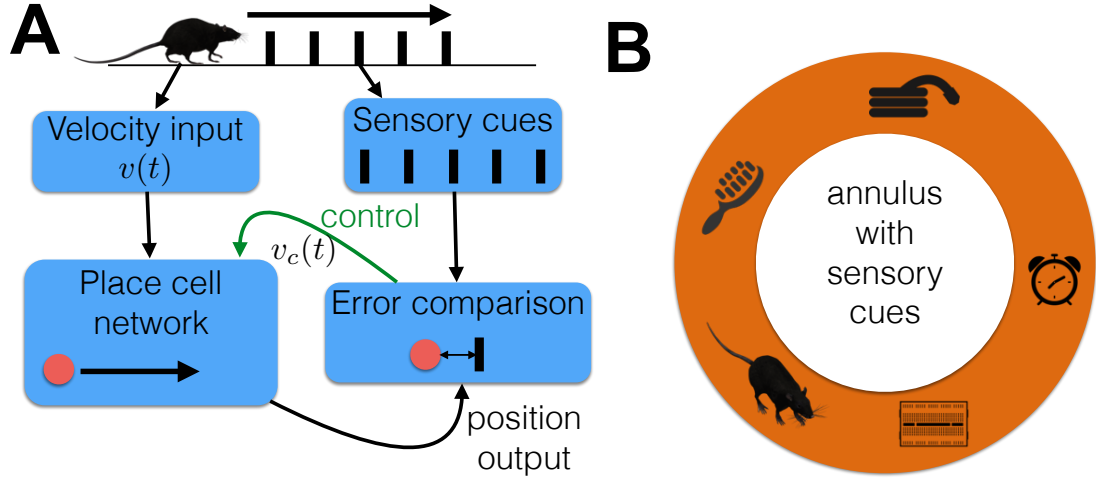 A
B
Velocity input
v(t)
Sensory cues
control
v_c(t)
Place cell
network
Error comparison
position
output
annulus
with
sensory
cues